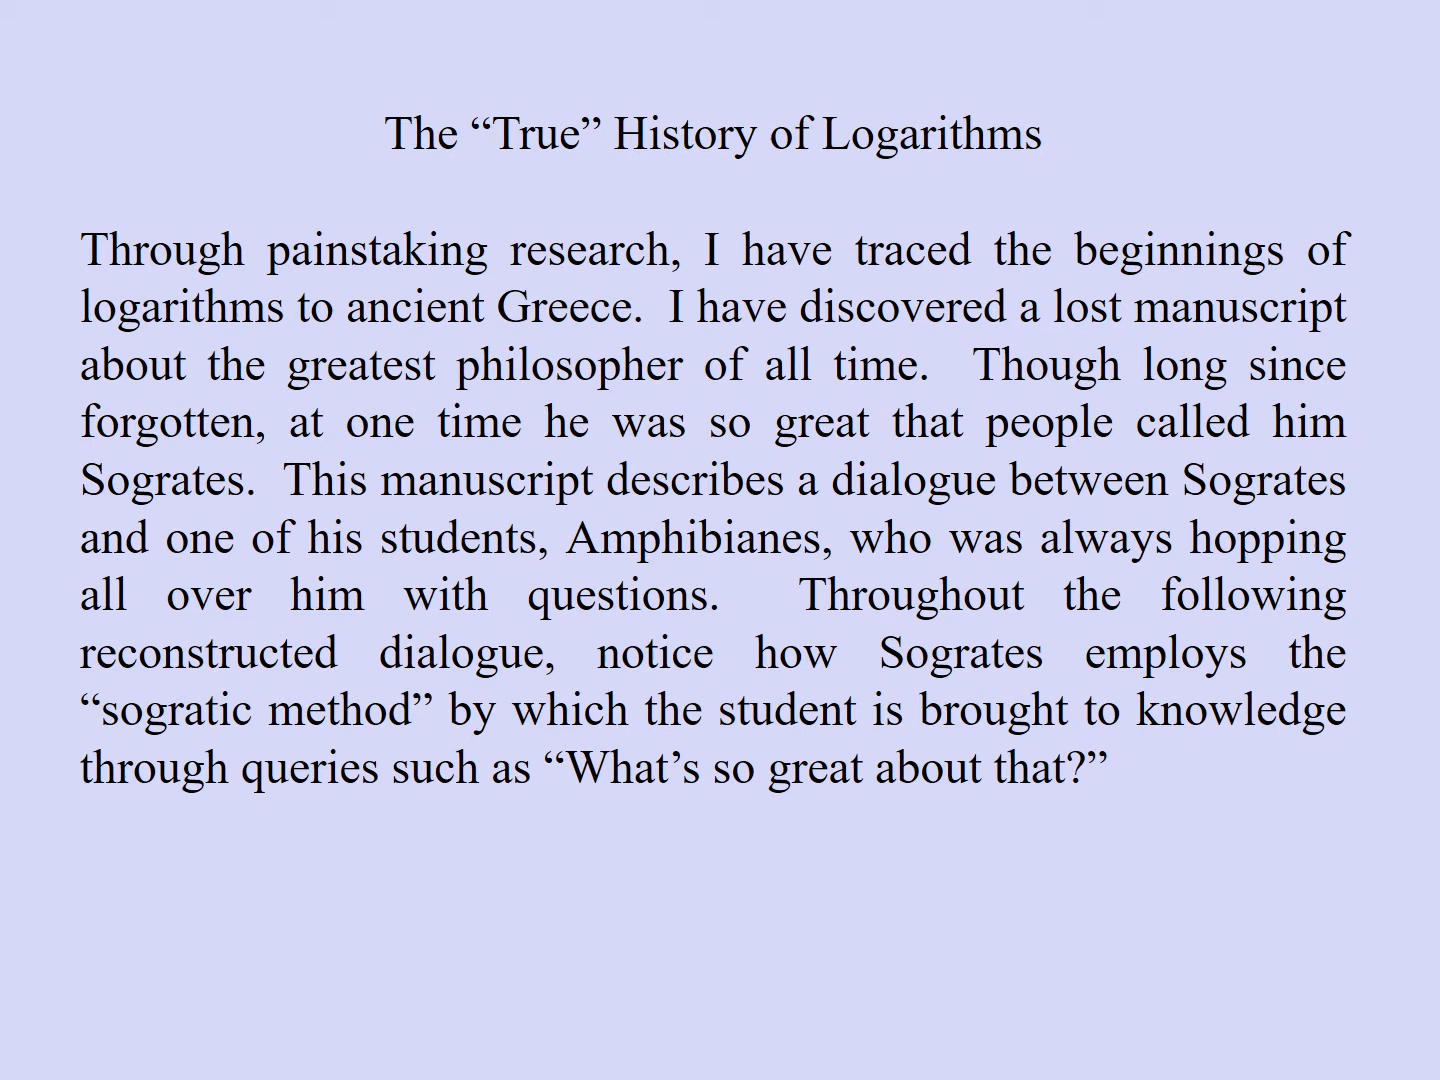 The “True” History of Logarithms
Through painstaking research, I have traced the beginnings of
logarithms to ancient Greece.  I have discovered a lost manuscript
about the greatest philosopher of all time.  Though long since
forgotten, at one time he was so great that people called him
Sogrates.  This manuscript describes a dialogue between Sogrates
and one of his students, Amphibianes, who was always hopping
all over him with questions.  Throughout the following
reconstructed dialogue, notice how Sogrates employs the
“sogratic method” by which the student is brought to knowledge
through queries such as “What’s so great about that?”